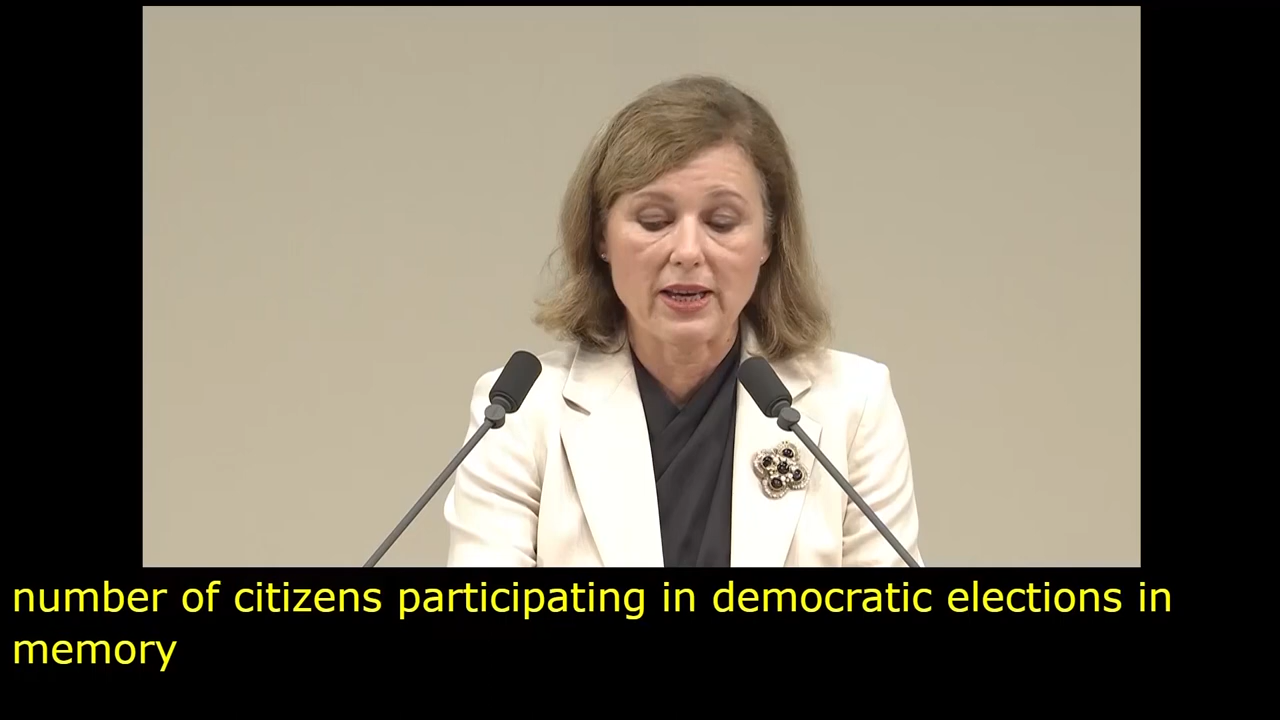 number of citizens participating in democratic elections in
memory